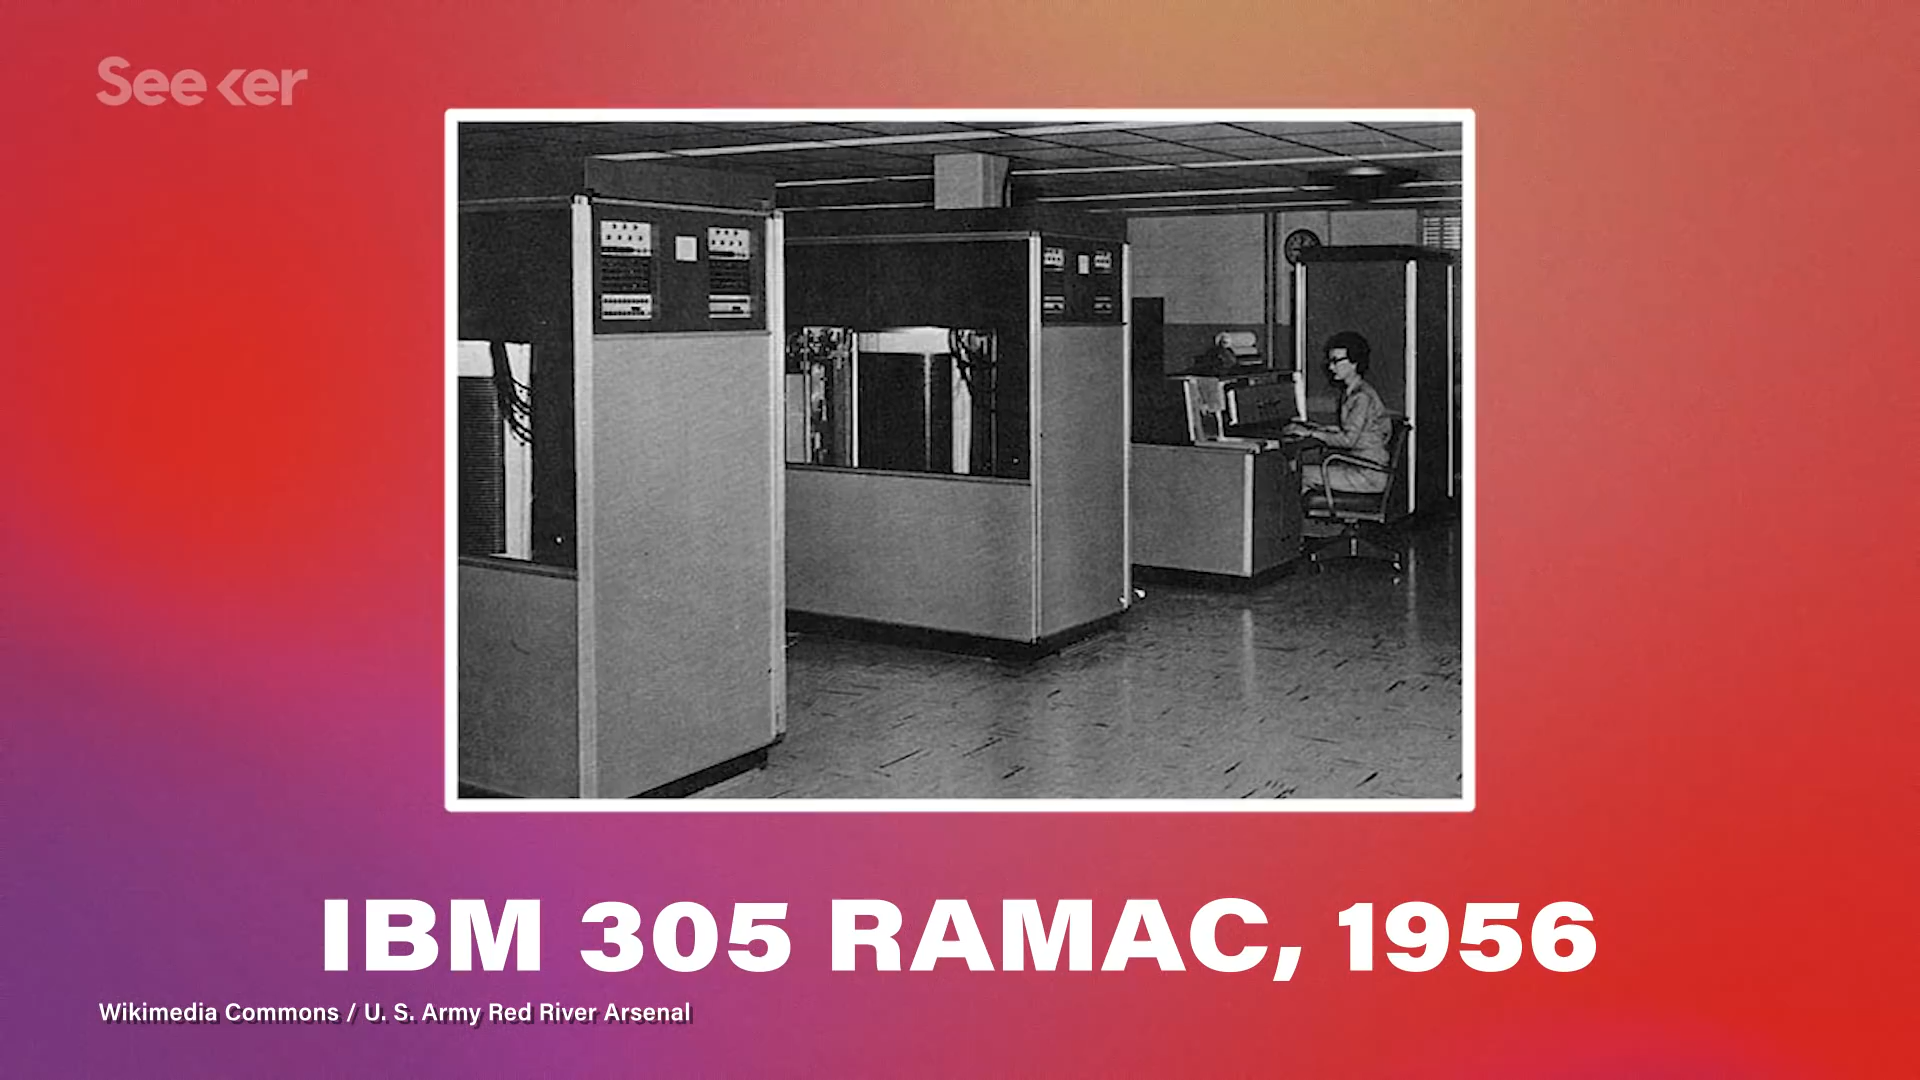 Seeker
IBM 305 RAMAC, 1956
Wikimedia Commons / U. S. Army Red River Arsenal